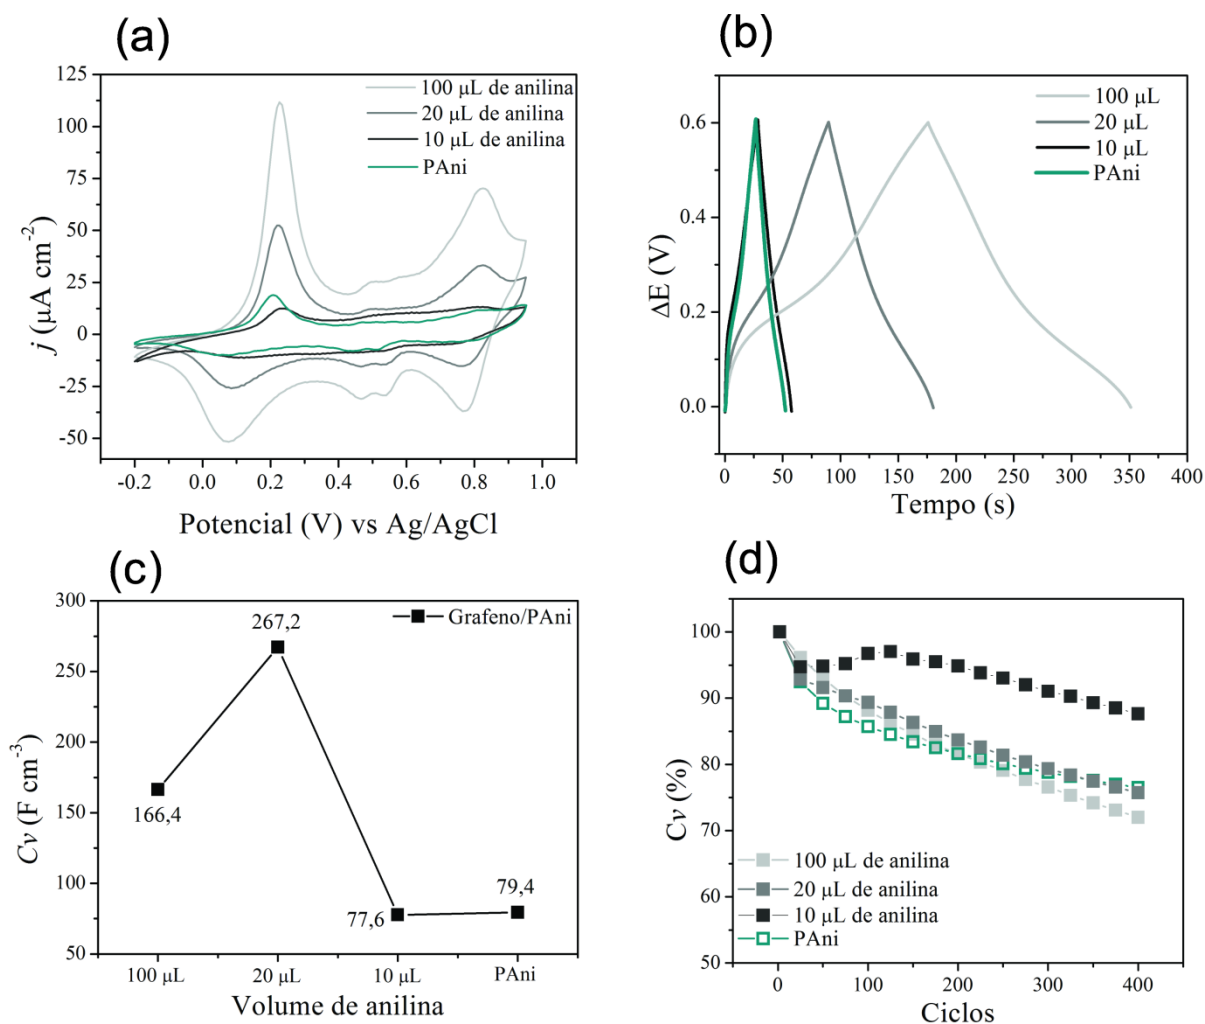 (a)
125
100
75
50
25
0
-25
-50
j (μA cm-2)
100 μL de anilina
20 μL de anilina
10 μL de anilina
PAni
-0.2 0.0 0.2 0.4 0.6 0.8 1.0
Potencial (V) vs Ag/AgCl
(b)
0.6
0.4
0.2
0.0
ΔE (V)
100 μL
20 μL
10 μL
PAni
0 50 100 150 200 250 300 350 400
Tempo (s)
(c)
300
250
200
150
100
50
Cv (F cm-3)
Grafeno/PAni
267,2
166,4
77,6
79,4
100 μL 20 μL 10 μL PAni
Volume de anilina
(d)
100
90
80
70
60
50
Cv (%)
100 μL de anilina
20 μL de anilina
10 μL de anilina
PAni
0 100 200 300 400
Ciclos